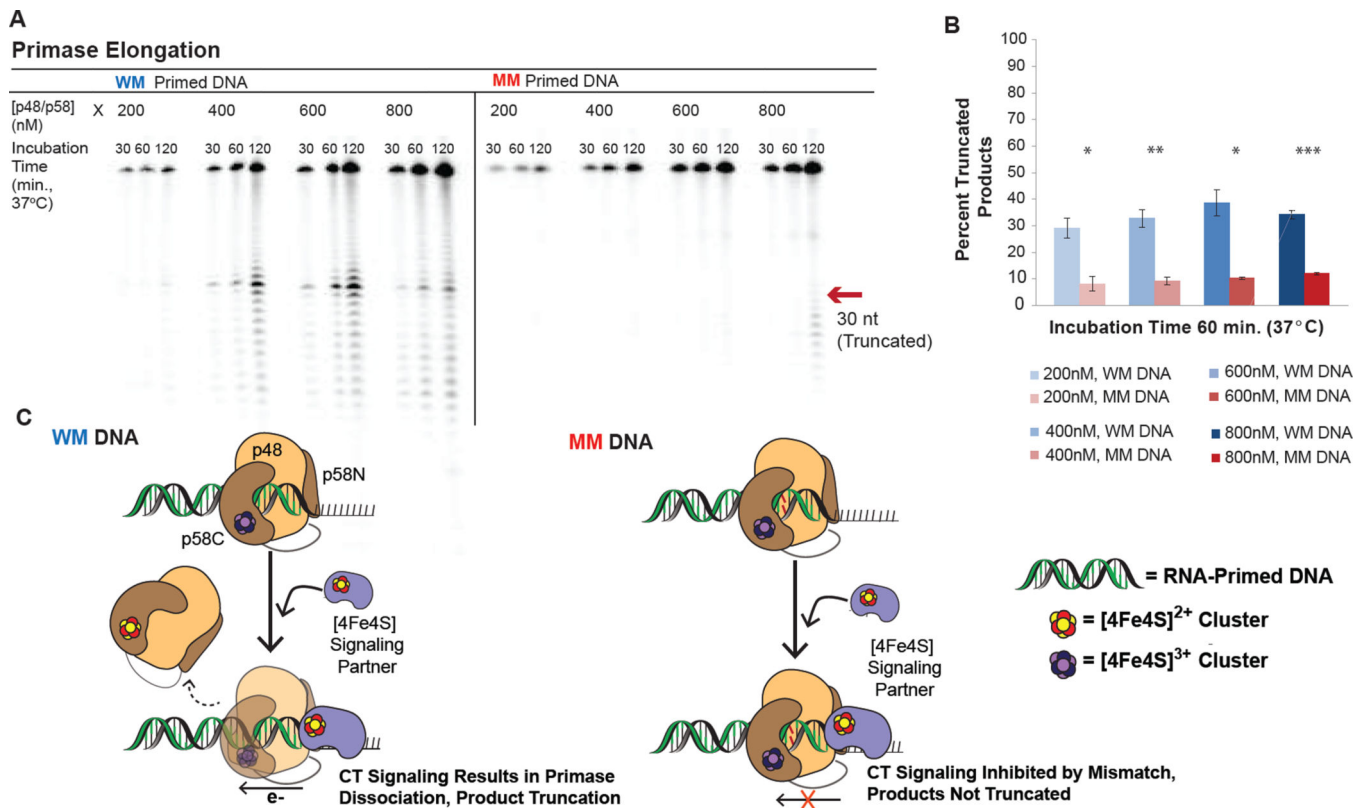 A
Primase Elongation
WM Primed DNA
MM Primed DNA
[p48/p58] (nM) X 200 400 600 800 200 400 600 800
Incubation Time (min., 37°C) 30 60 120 30 60 120 30 60 120 30 60 120 30 60 120 30 60 120 30 60 120 30 60 120
30 nt
(Truncated)
B
Percent Truncated
Products
100
90
80
70
60
50
40
30
20
10
0
* ** * ***
Incubation Time 60 min. (37°C)
200nM, WM DNA
200nM, MM DNA
400nM, WM DNA
400nM, MM DNA
600nM, WM DNA
600nM, MM DNA
800nM, WM DNA
800nM, MM DNA
C
WM DNA
p48
p58N
p58C
[4Fe4S]
Signaling
Partner
e-
CT Signaling Results in Primase
Dissociation, Product Truncation
MM DNA
[4Fe4S]
Signaling
Partner
CT Signaling Inhibited by Mismatch,
Products Not Truncated
= RNA-Primed DNA
= [4Fe4S]2+ Cluster
= [4Fe4S]3+ Cluster